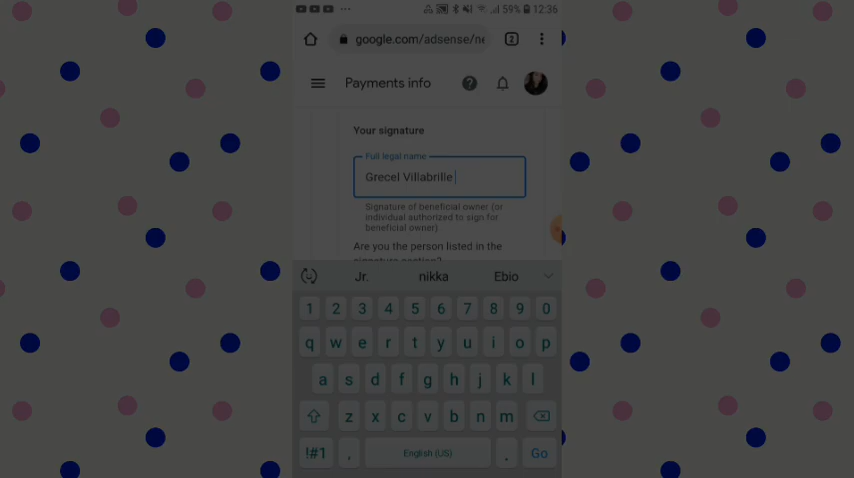 59% 12:36
google.com/adsense/ne
2
Payments info
Your signature
Full legal name
Grecel Villabrille
Signature of beneficial owner (or
individual authorized to sign for
beneficial owner)
Are you the person listed in the
signature section?
Jr. nikka Ebio
1 2 3 4 5 6 7 8 9 0
q w e r t y u i o p
a s d f g h j k l
z x c v b n m
!#1 , English (US) . Go